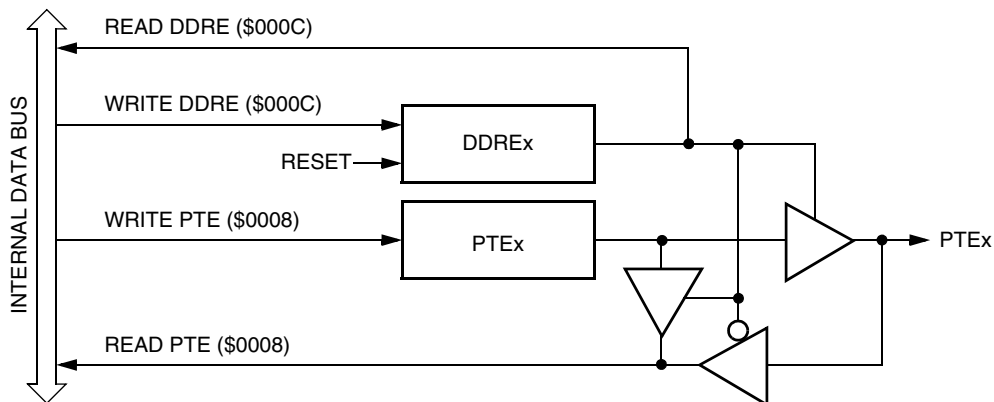 READ DDRE ($000C)
WRITE DDRE ($000C)
DDREx
RESET
WRITE PTE ($0008)
PTEx
PTEx
READ PTE ($0008)
INTERNAL DATA BUS